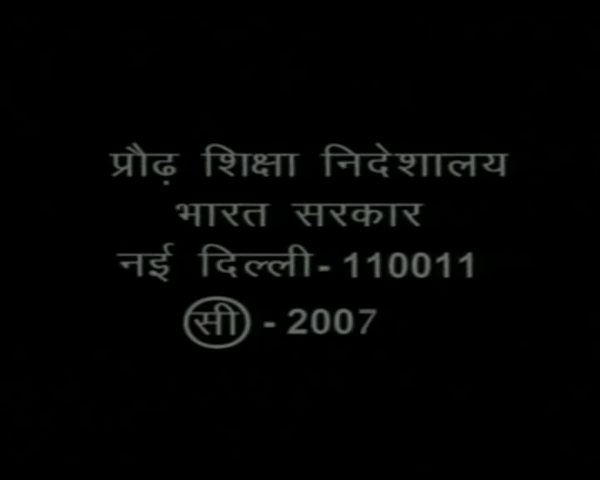 प्रौढ़ शिक्षा निदेशालय
भारत सरकार
नई दिल्ली- 110011
सी - 2007